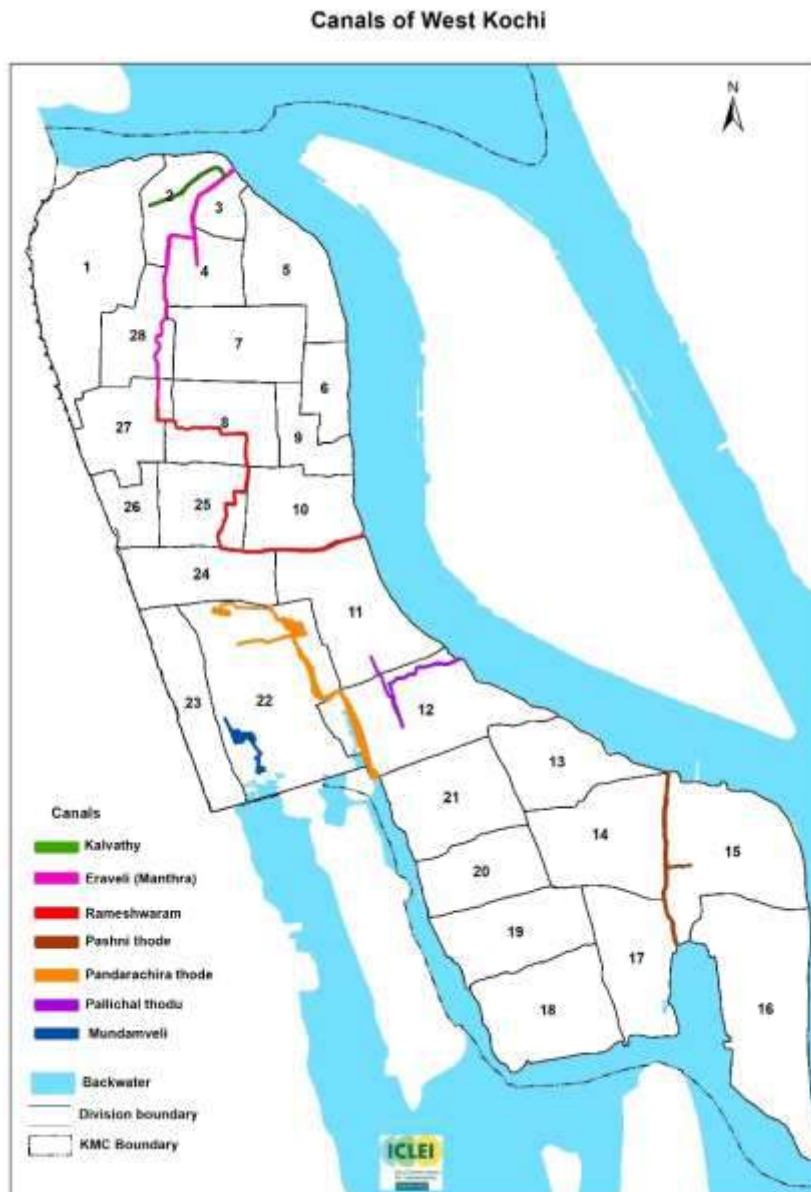 Canals of West Kochi
N
2
3
1
4
5
28
7
6
27
8
9
26
25
10
24
11
23
22
12
13
21
14
15
20
19
17
18
16
Canals
Kalvathy
Eraveli (Manthra)
Rameshwaram
Pashni thode
Pandarachira thode
Pallichal thodu
Mundamveli
Backwater
Division boundary
KMC Boundary
ICLEI